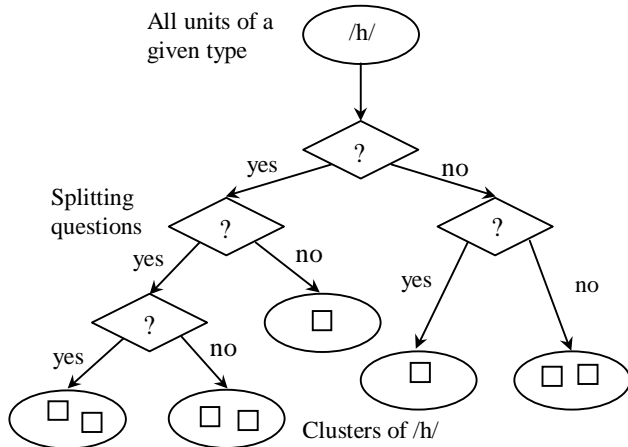 All units of a
given type
/h/
?
yes
no
Splitting
questions
?
?
yes
no
yes
no
?
yes
no
Clusters of /h/